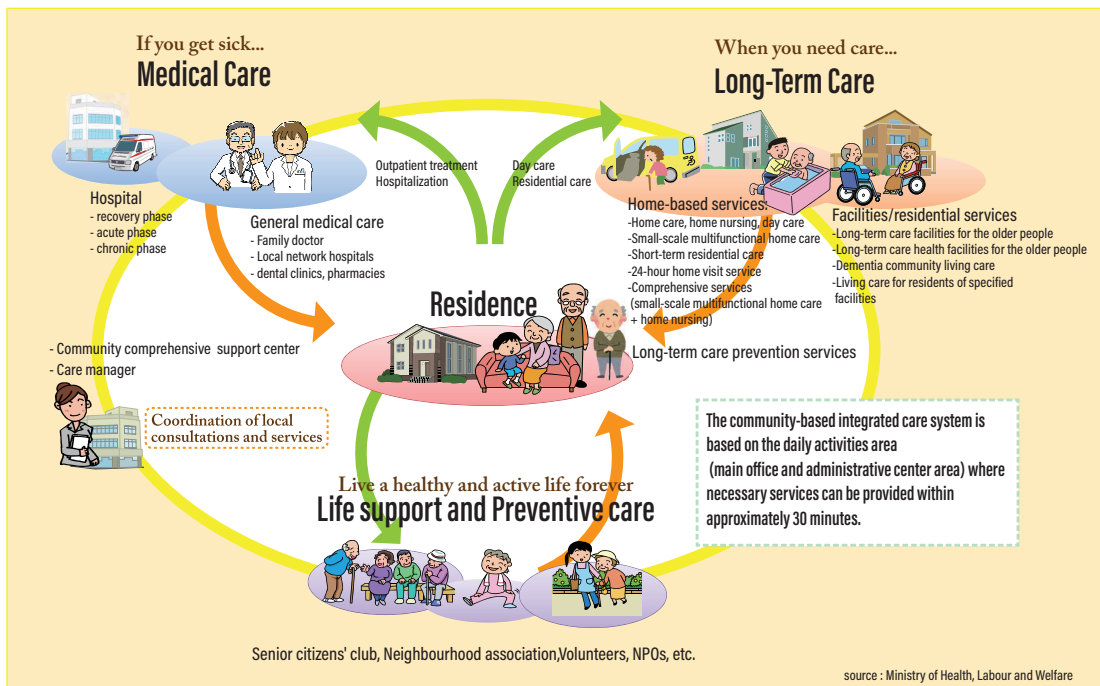 If you get sick...
Medical Care
Hospital
- recovery phase
- acute phase
- chronic phase
General medical care
- Family doctor
- Local network hospitals
- dental clinics, pharmacies
Outpatient treatment
Hospitalization
Day care
Residential care
When you need care...
Long-Term Care
Home-based services:
-Home care, home nursing, day care
-Small-scale multifunctional home care
-Short-term residential care
-24-hour home visit service
-Comprehensive services
(small-scale multifunctional home care
+ home nursing)
Facilities/residential services
-Long-term care facilities for the older people
-Long-term care health facilities for the older people
-Dementia community living care
-Living care for residents of specified
facilities
Residence
Long-term care prevention services
- Community comprehensive support center
- Care manager
Coordination of local
consultations and services
The community-based integrated care system is
based on the daily activities area
(main office and administrative center area) where
necessary services can be provided within
approximately 30 minutes.
Live a healthy and active life forever
Life support and Preventive care
Senior citizens' club, Neighbourhood association,Volunteers, NPOs, etc.
source : Ministry of Health, Labour and Welfare